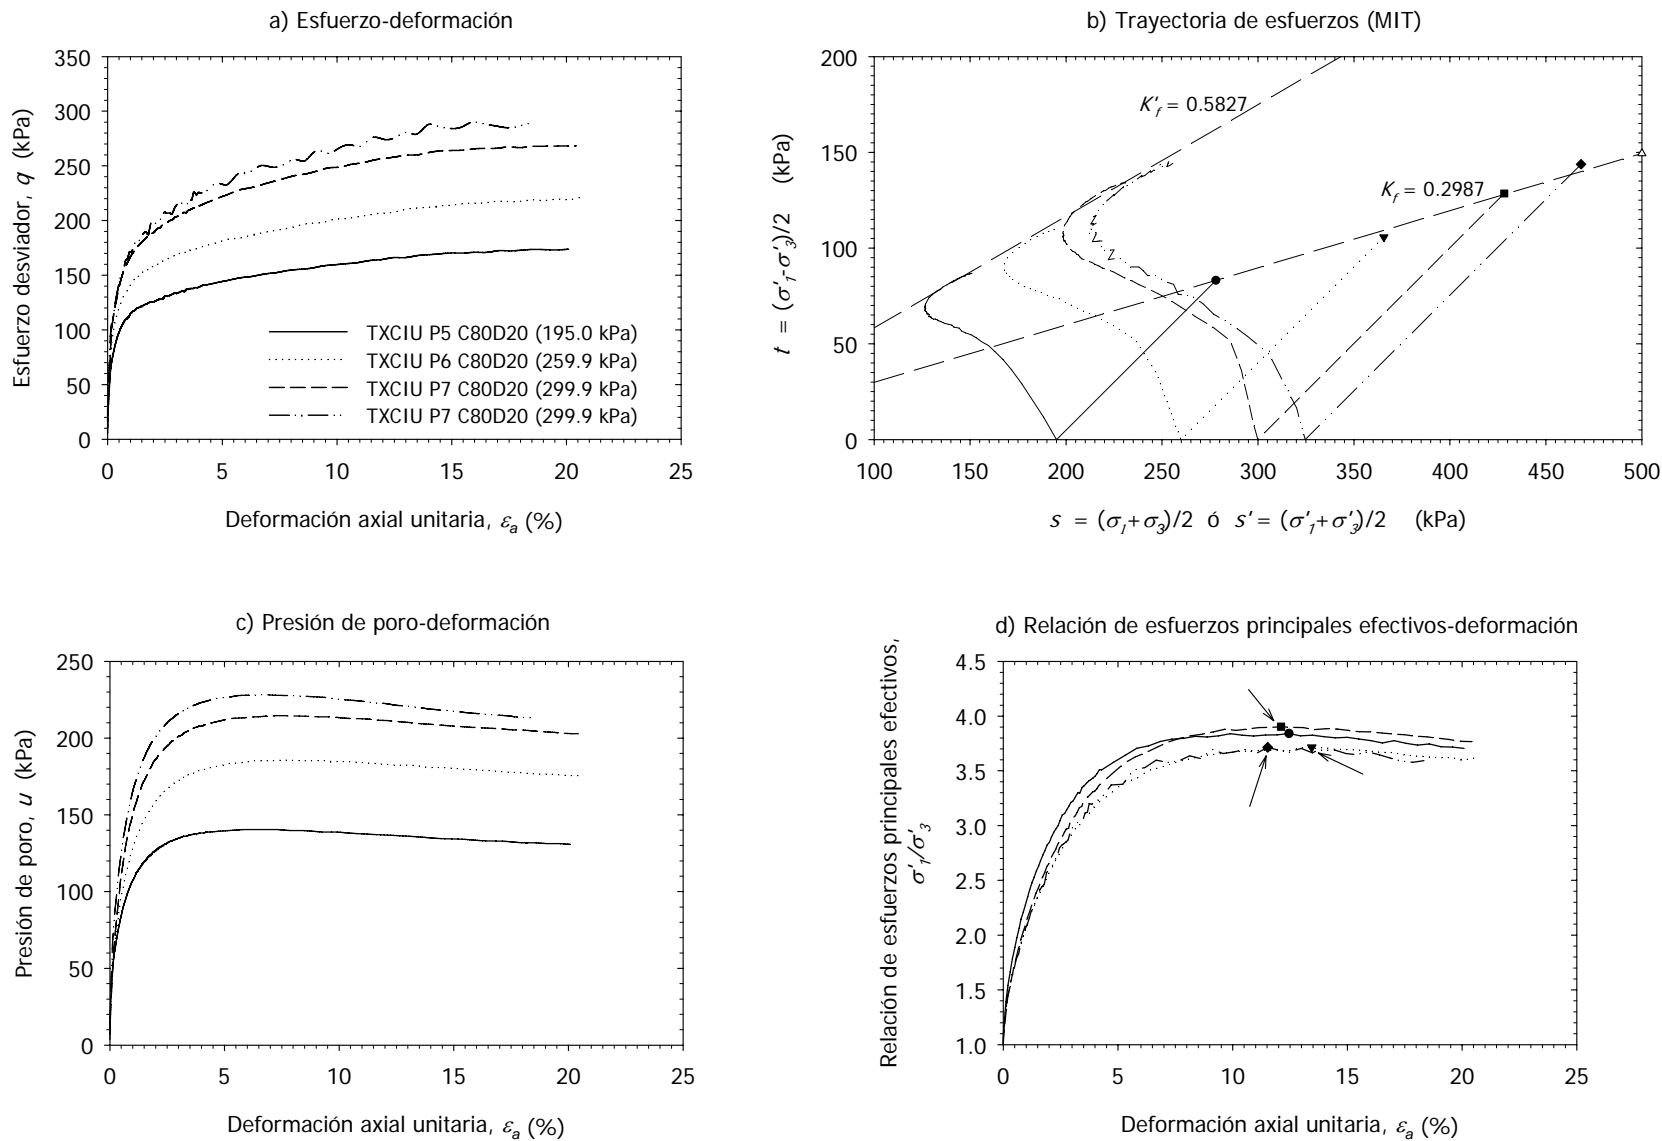 a) Esfuerzo-deformación
Esfuerzo desviador, q (kPa)
350
300
250
200
150
100
50
0
TXCIU P5 C80D20 (195.0 kPa)
TXCIU P6 C80D20 (259.9 kPa)
TXCIU P7 C80D20 (299.9 kPa)
TXCIU P7 C80D20 (299.9 kPa)
0 5 10 15 20 25
Deformación axial unitaria, εa (%)
b) Trayectoria de esfuerzos (MIT)
t = (σ'1-σ'3)/2 (kPa)
200
150
100
50
0
K'f = 0.5827
Kf = 0.2987
100 150 200 250 300 350 400 450 500
s = (σ1+σ3)/2 ó s' = (σ'1+σ'3)/2 (kPa)
c) Presión de poro-deformación
Presión de poro, u (kPa)
250
200
150
100
50
0
0 5 10 15 20 25
Deformación axial unitaria, εa (%)
d) Relación de esfuerzos principales efectivos-deformación
Relación de esfuerzos principales efectivos,
σ'1/σ'3
4.5
4.0
3.5
3.0
2.5
2.0
1.5
1.0
0 5 10 15 20 25
Deformación axial unitaria, εa (%)